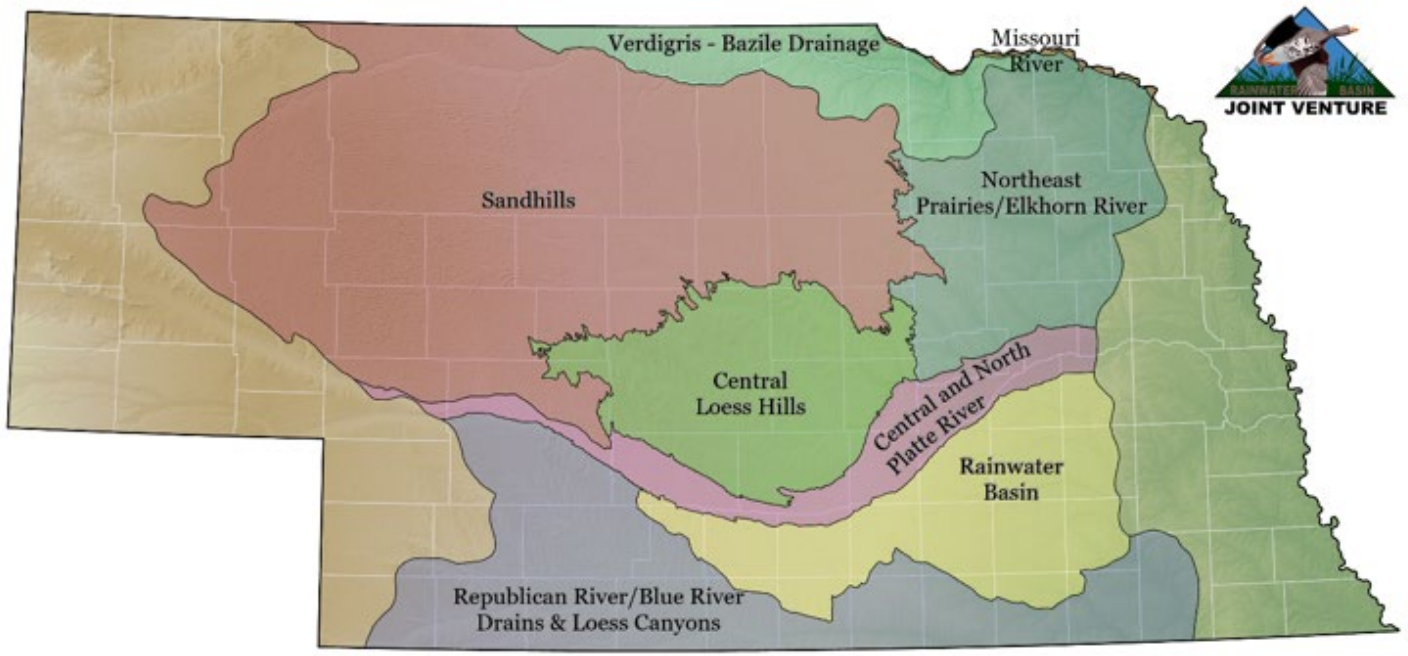 Verdigris - Bazile Drainage
Missouri
River
RAINWATER BASIN
JOINT VENTURE
Sandhills
Northeast
Prairies/Elkhorn River
Central
Loess Hills
Central and North
Platte River
Rainwater
Basin
Republican River/Blue River
Drains & Loess Canyons